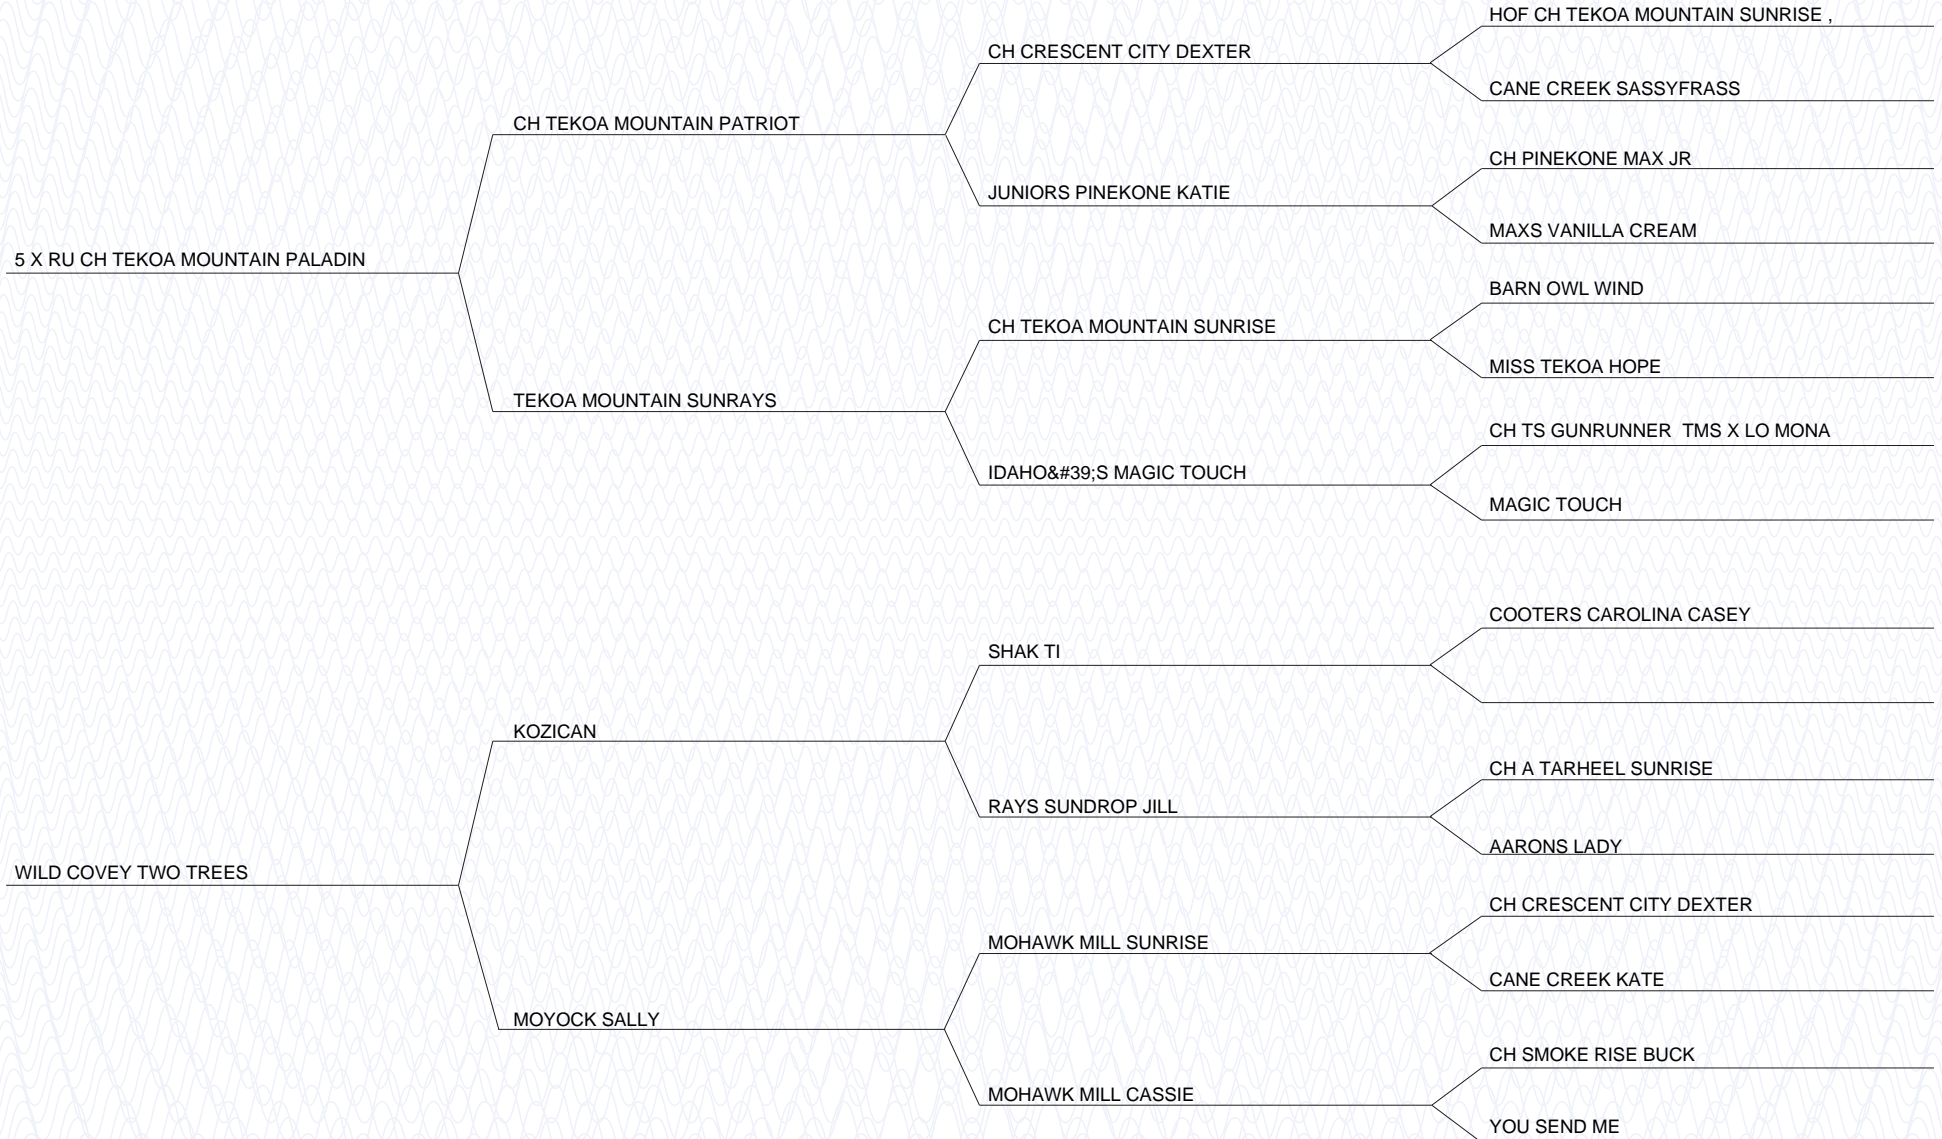 HOF CH TEKOA MOUNTAIN SUNRISE ,
CH CRESCENT CITY DEXTER
CANE CREEK SASSYFRASS
CH TEKOA MOUNTAIN PATRIOT
CH PINEKONE MAX JR
JUNIORS PINEKONE KATIE
MAXS VANILLA CREAM
5 X RU CH TEKOA MOUNTAIN PALADIN
BARN OWL WIND
CH TEKOA MOUNTAIN SUNRISE
MISS TEKOA HOPE
TEKOA MOUNTAIN SUNRAYS
CH TS GUNRUNNER  TMS X LO MONA
IDAHO&#39;S MAGIC TOUCH
MAGIC TOUCH
COOTERS CAROLINA CASEY
SHAK TI
KOZICAN
CH A TARHEEL SUNRISE
RAYS SUNDROP JILL
AARONS LADY
WILD COVEY TWO TREES
CH CRESCENT CITY DEXTER
MOHAWK MILL SUNRISE
CANE CREEK KATE
MOYOCK SALLY
CH SMOKE RISE BUCK
MOHAWK MILL CASSIE
YOU SEND ME